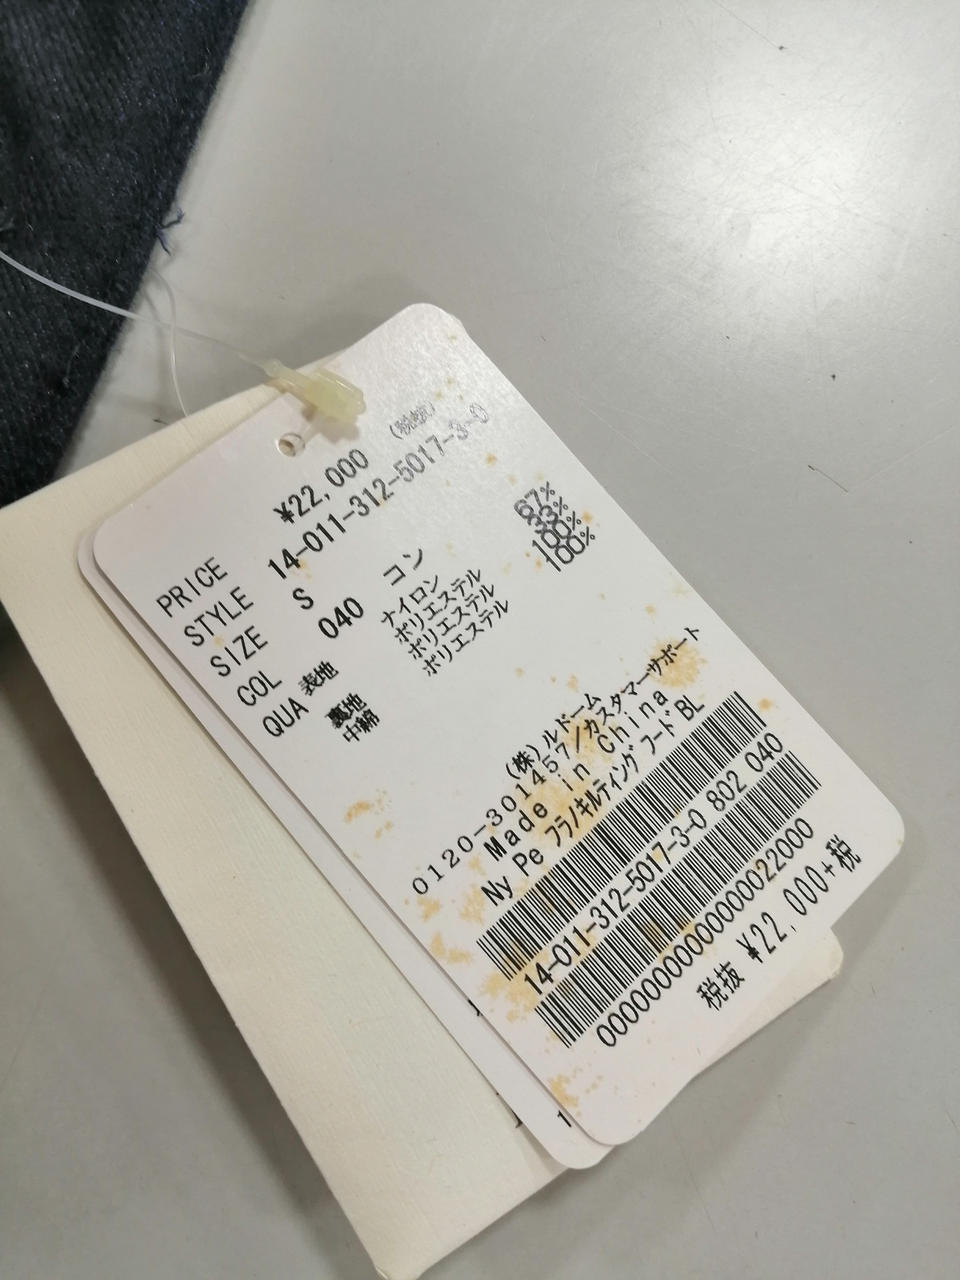 PRICE ¥22,000 (税抜)
STYLE 14-011-312-5017-3-0
SIZE S
COL 040 コン
QUA 表地 ナイロン 67%
ポリエステル 33%
裏地 ポリエステル 100%
中綿 ポリエステル 100%
(株)ルドーム
0120-301457/カスタマーサポート
Made in China
Ny Pe フラノキルティング フードBL
14-011-312-5017-3-0 802 040
税抜 ¥22,000+税